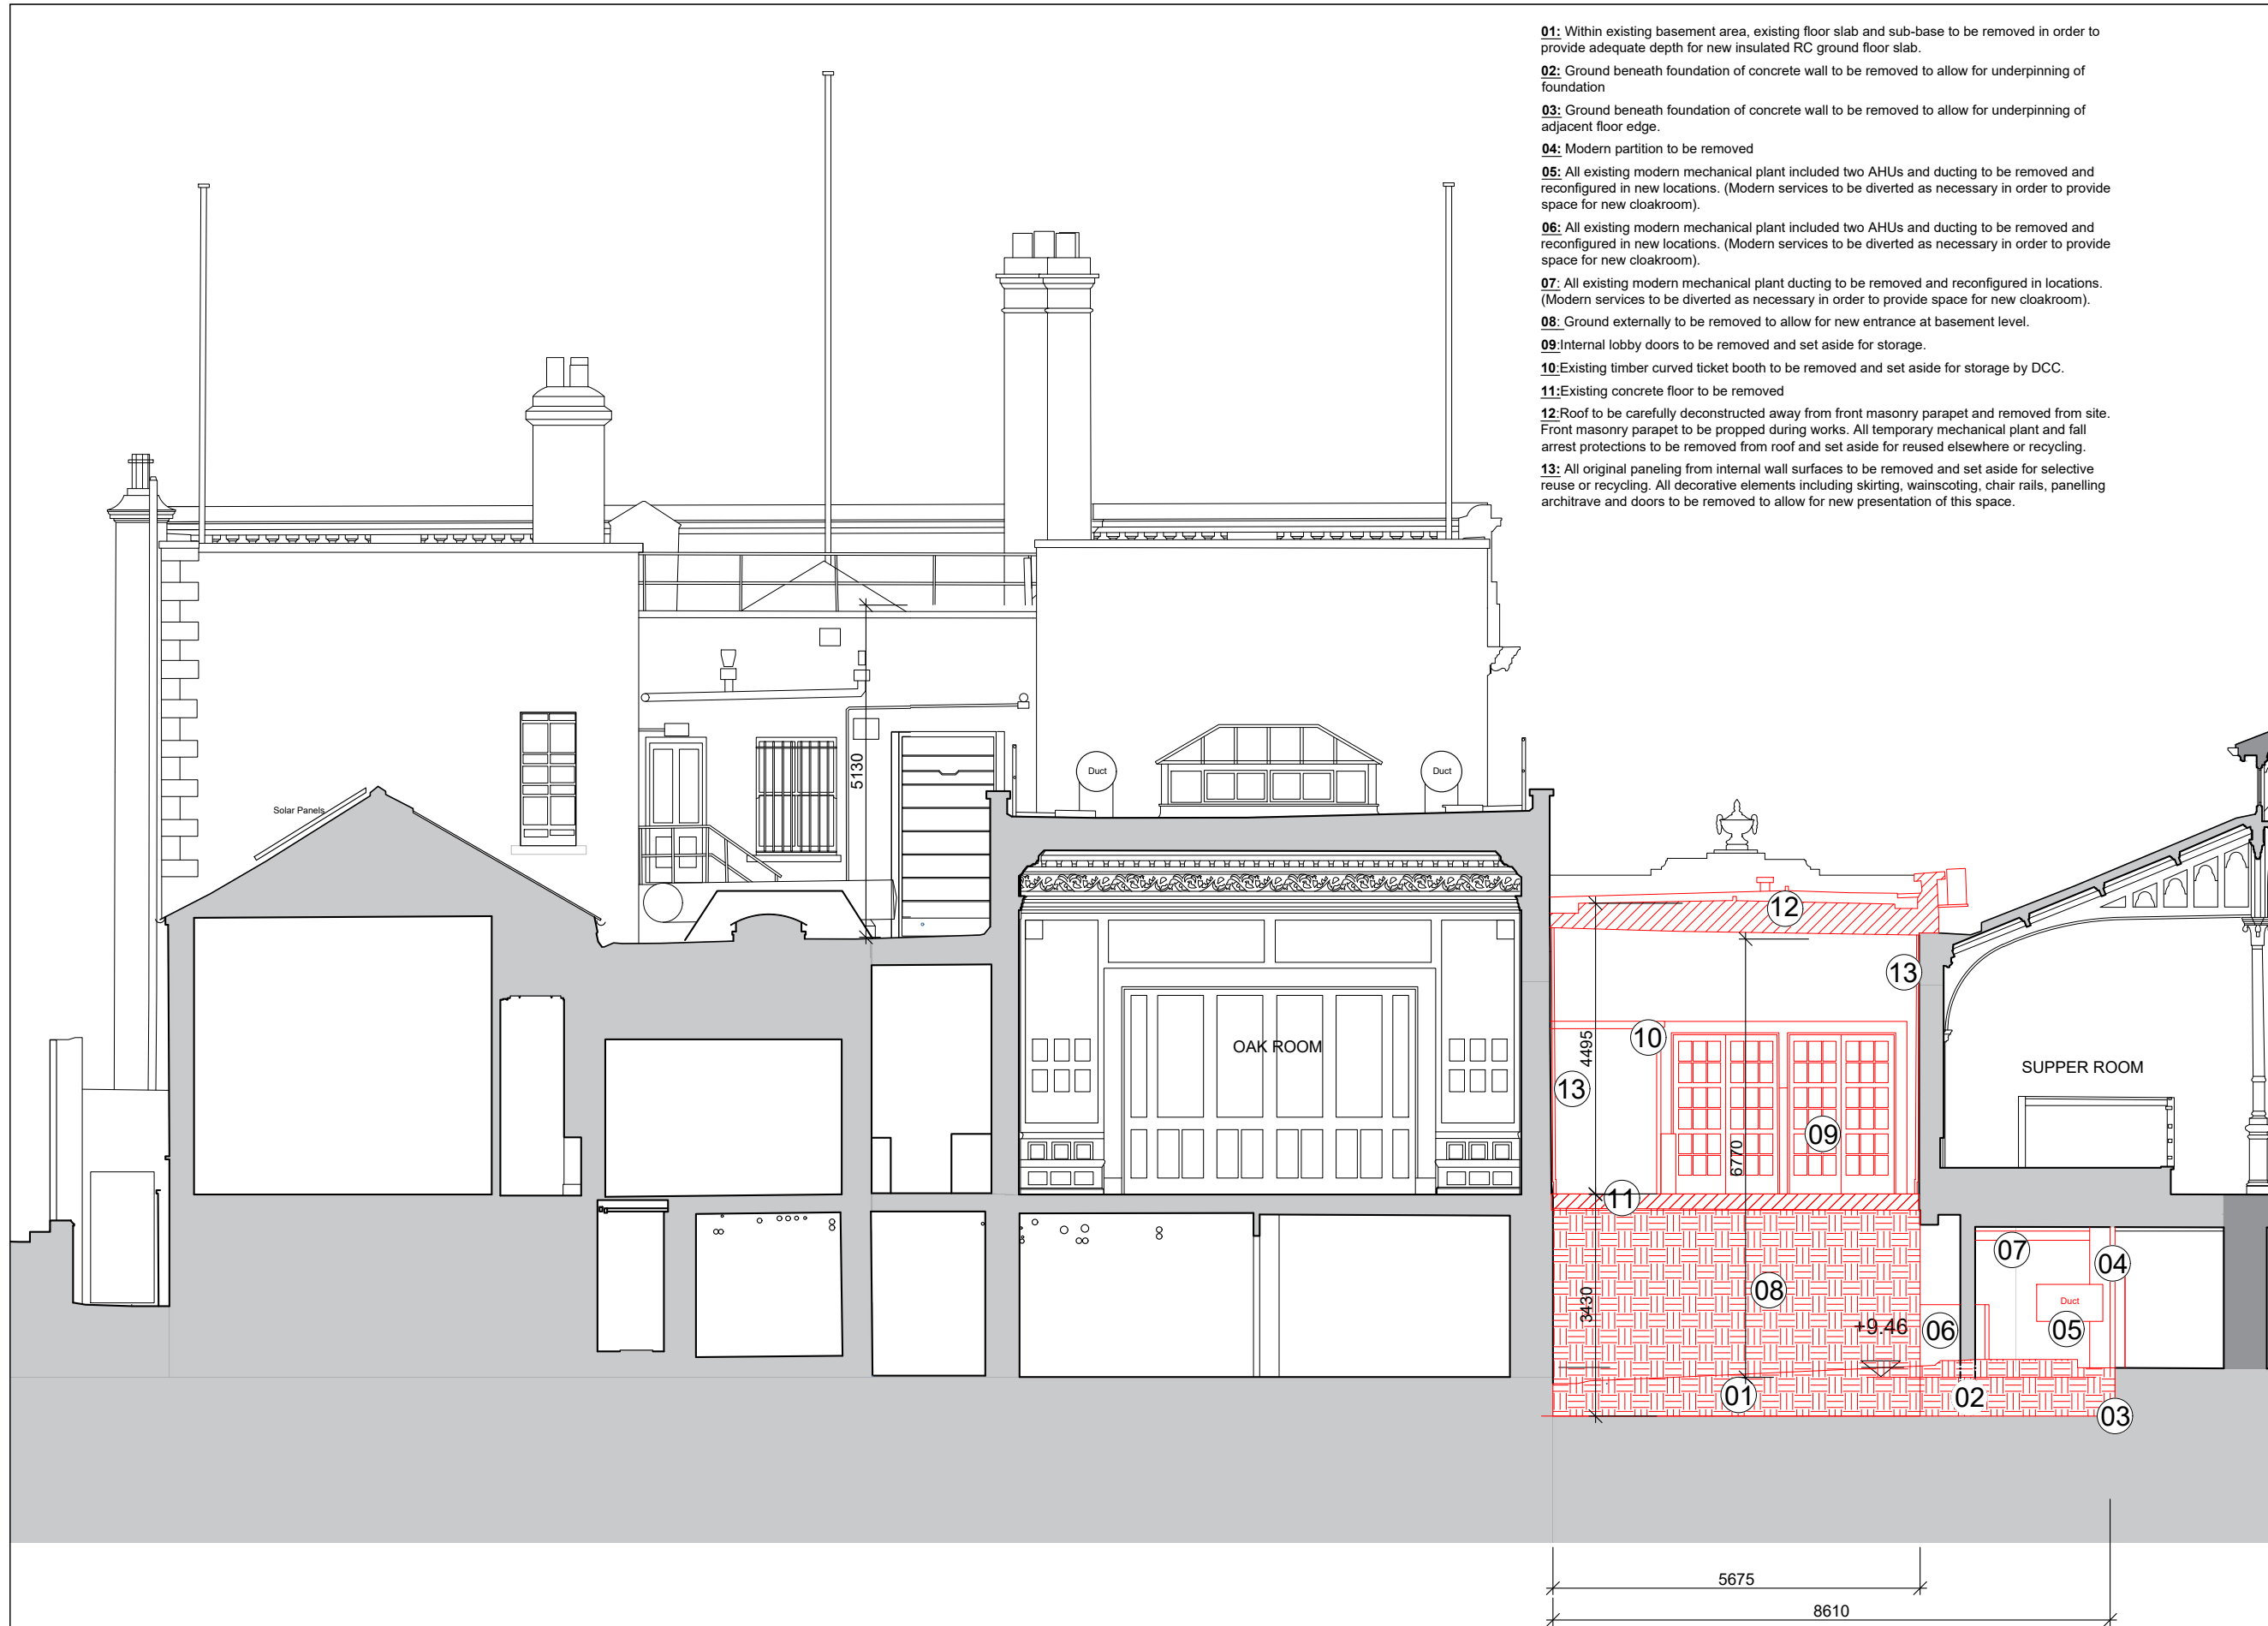 01: Within existing basement area, existing floor slab and sub-base to be removed in order to
provide adequate depth for new insulated RC ground floor slab.
02: Ground beneath foundation of concrete wall to be removed to allow for underpinning of
foundation
03: Ground beneath foundation of concrete wall to be removed to allow for underpinning of
adjacent floor edge.
04: Modern partition to be removed
05: All existing modern mechanical plant included two AHUs and ducting to be removed and
reconfigured in new locations. (Modern services to be diverted as necessary in order to provide
space for new cloakroom).
06: All existing modern mechanical plant included two AHUs and ducting to be removed and
reconfigured in new locations. (Modern services to be diverted as necessary in order to provide
space for new cloakroom).
07: All existing modern mechanical plant ducting to be removed and reconfigured in locations.
(Modern services to be diverted as necessary in order to provide space for new cloakroom).
08: Ground externally to be removed to allow for new entrance at basement level.
09:Internal lobby doors to be removed and set aside for storage.
10:Existing timber curved ticket booth to be removed and set aside for storage by DCC.
11:Existing concrete floor to be removed
12:Roof to be carefully deconstructed away from front masonry parapet and removed from site.
Front masonry parapet to be propped during works. All temporary mechanical plant and fall
arrest protections to be removed from roof and set aside for reused elsewhere or recycling.
13: All original paneling from internal wall surfaces to be removed and set aside for selective
reuse or recycling. All decorative elements including skirting, wainscoting, chair rails, panelling
architrave and doors to be removed to allow for new presentation of this space.
5130
Duct
Duct
Solar Panels
12
13
10
4495
OAK ROOM
SUPPER ROOM
13
09
6770
11
07
04
08
3430
Duct
+9.46
06
05
01
02
03
5675
8610